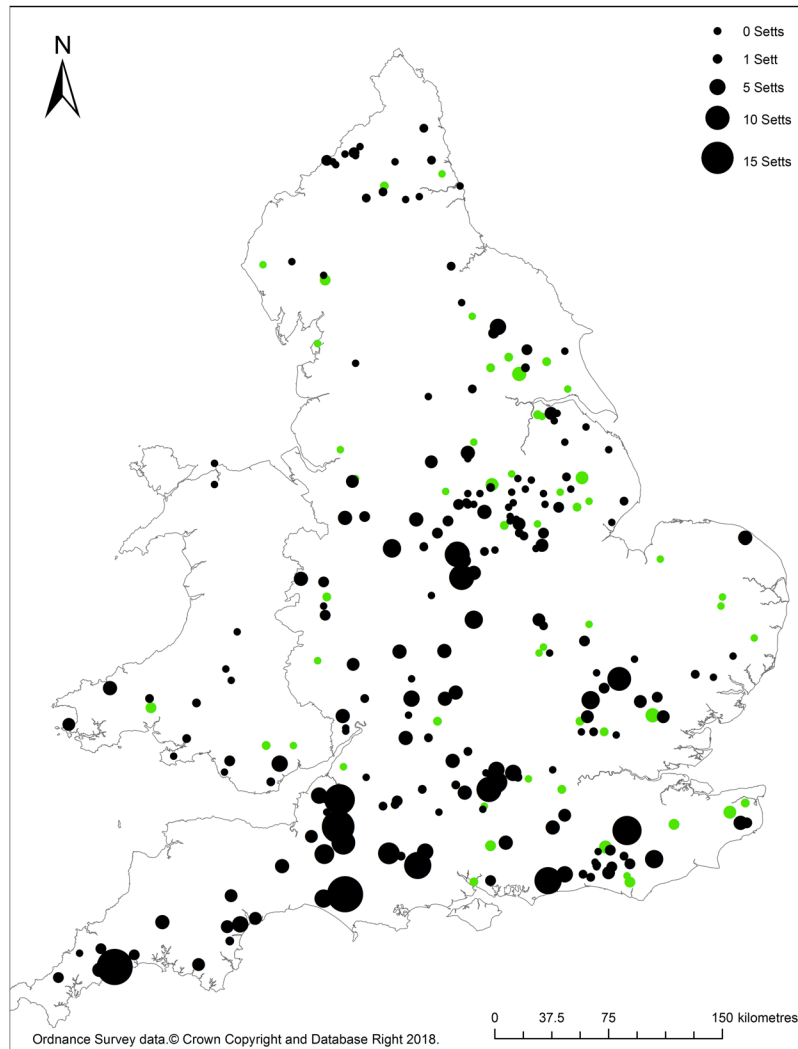 N
0 Setts
1 Sett
5 Setts
10 Setts
15 Setts
0 37.5 75 150 kilometres
Ordnance Survey data.© Crown Copyright and Database Right 2018.